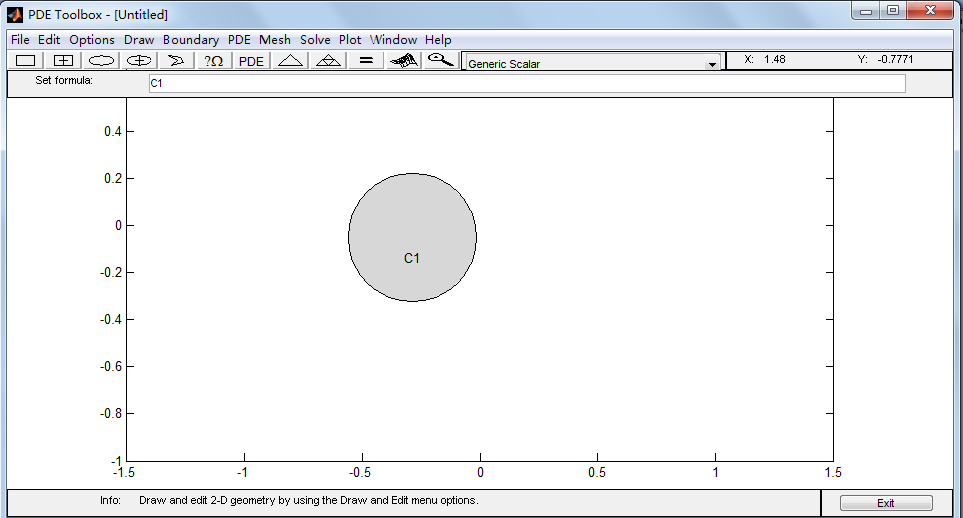 PDE Toolbox - [Untitled]
File Edit Options Draw Boundary PDE Mesh Solve Plot Window Help
?Ω PDE = Generic Scalar X: 1.48 Y: -0.7771
Set formula: C1
0.4
0.2
0
-0.2
-0.4
-0.6
-0.8
-1
C1
-1.5 -1 -0.5 0 0.5 1 1.5
Info: Draw and edit 2-D geometry by using the Draw and Edit menu options. Exit